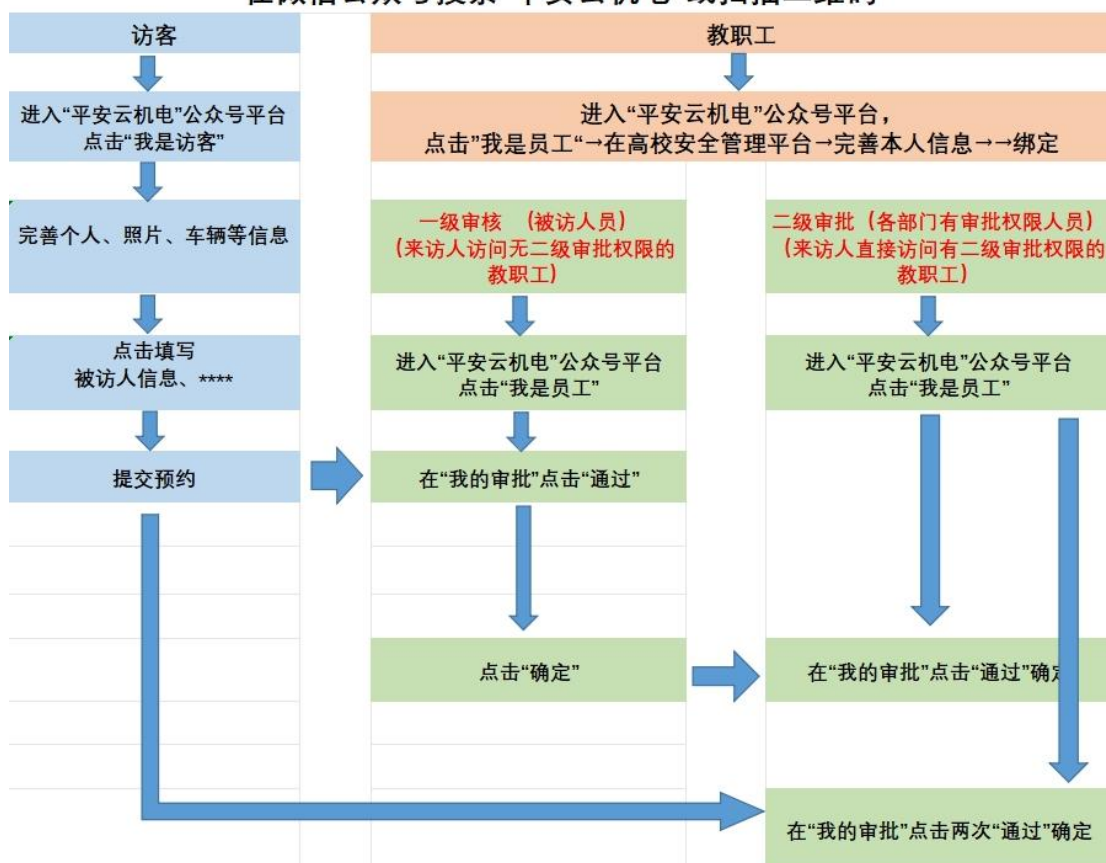 访客
教职工
进入“平安云机电”公众号平台
点击“我是访客”
进入“平安云机电”公众号平台，
点击”我是员工“→在高校安全管理平台→完善本人信息→→绑定
完善个人、照片、车辆等信息
一级审核 （被访人员）
（来访人访问无二级审批权限的
教职工）
二级审批（各部门有审批权限人员）
（来访人直接访问有二级审批权限的
教职工）
点击填写
被访人信息、****
进入“平安云机电”公众号平台
点击“我是员工”
进入“平安云机电”公众号平台
点击“我是员工”
提交预约
在“我的审批”点击“通过”
点击“确定”
在“我的审批”点击“通过”确定
在“我的审批”点击两次“通过”确定